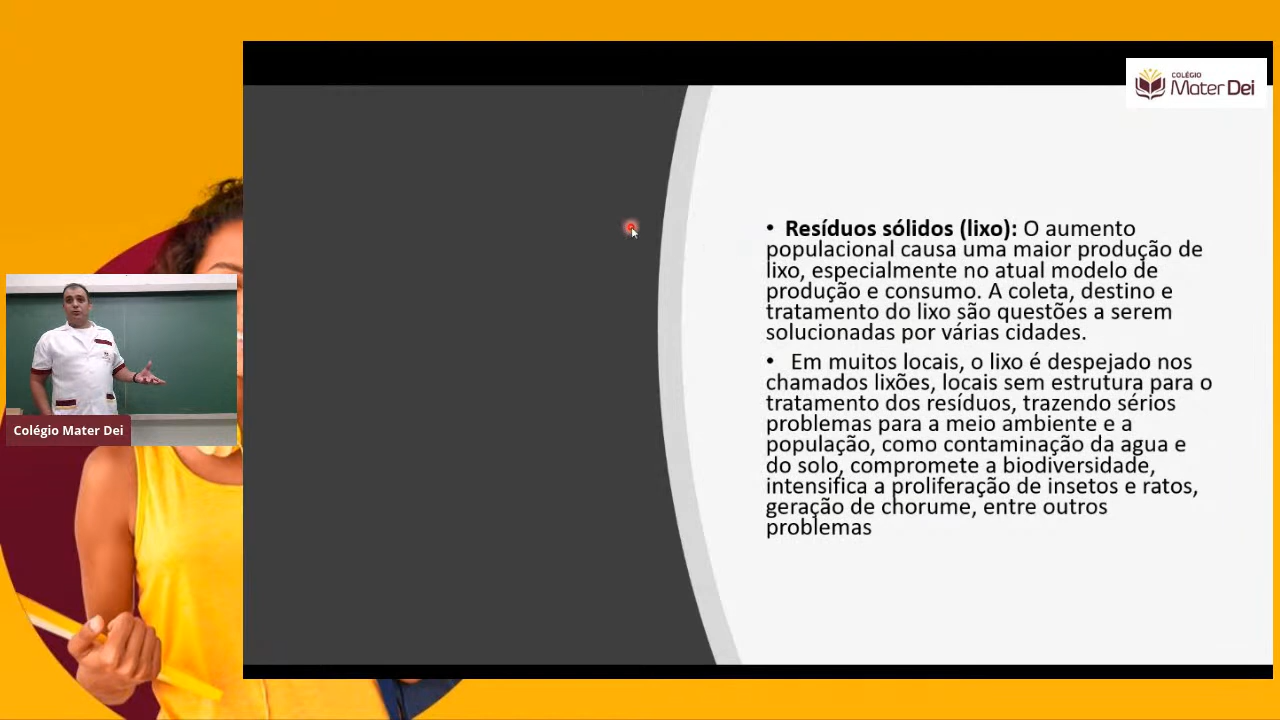 COLÉGIO
Mater Dei
• Resíduos sólidos (lixo): O aumento
populacional causa uma maior produção de
lixo, especialmente no atual modelo de
produção e consumo. A coleta, destino e
tratamento do lixo são questões a serem
solucionadas por várias cidades.
• Em muitos locais, o lixo é despejado nos
chamados lixões, locais sem estrutura para o
tratamento dos resíduos, trazendo sérios
problemas para a meio ambiente e a
população, como contaminação da agua e
do solo, compromete a biodiversidade,
intensifica a proliferação de insetos e ratos,
geração de chorume, entre outros
problemas
Colégio Mater Dei